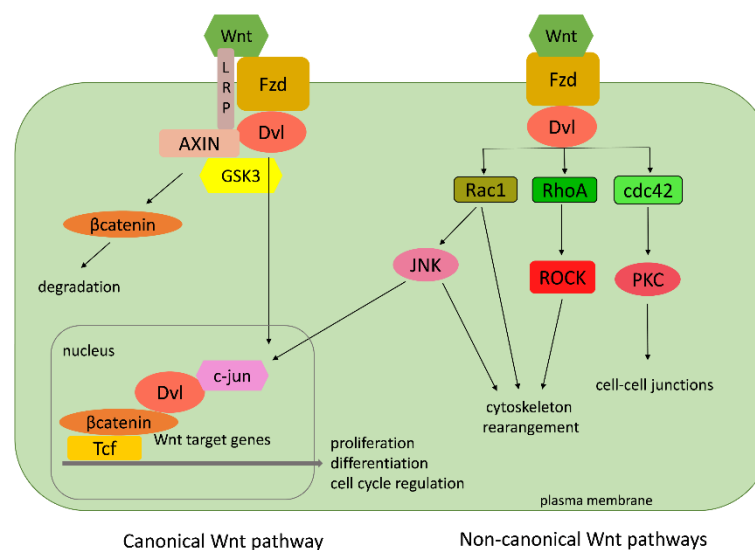 Wnt
L
R
P
Fzd
Dvl
AXIN
GSK3
βcatenin
degradation
nucleus
c-jun
Dvl
βcatenin
Tcf
Wnt target genes
proliferation
differentiation
cell cycle regulation
Wnt
Fzd
Dvl
Rac1
RhoA
cdc42
JNK
ROCK
PKC
cell-cell junctions
cytoskeleton
rearrangement
plasma membrane
Canonical Wnt pathway
Non-canonical Wnt pathways